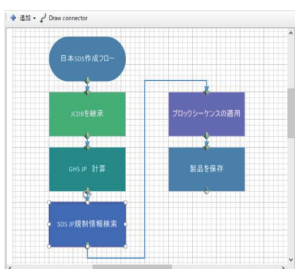 追加
Draw connector
日本SDS作成フロー
JCDBを継承
ブロックシーケンスの適用
GHS JP 計算
製品を保存
SDS JP規制情報検索